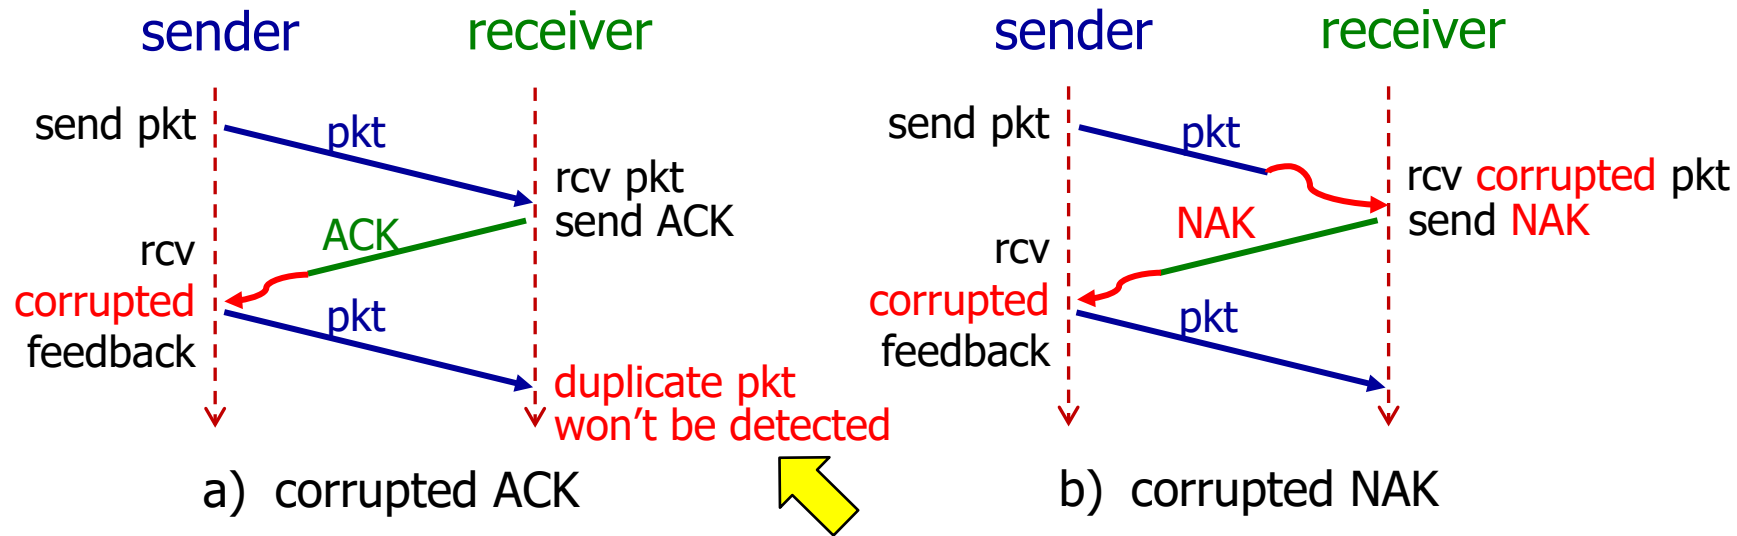 sender
receiver
send pkt
pkt
rcv pkt
send ACK
ACK
rcv
corrupted
feedback
pkt
duplicate pkt
won't be detected
a) corrupted ACK
sender
receiver
send pkt
pkt
rcv corrupted pkt
send NAK
NAK
rcv
corrupted
feedback
pkt
b) corrupted NAK